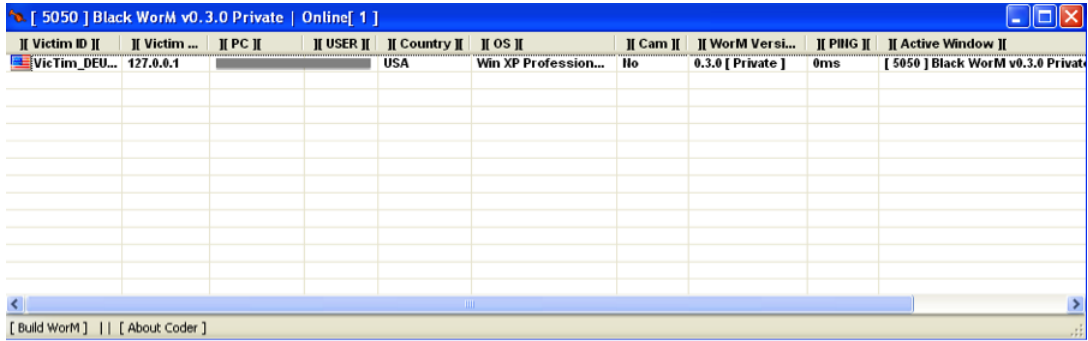 [ 5050 ] Black WorM v0.3.0 Private | Online[ 1 ]
][ Victim ID ][ ][ Victim ... ][ PC ][ ][ USER ][ ][ Country ][ ][ OS ][ ][ Cam ][ ][ WorM Versi... ][ PING ][ ][ Active Window ][
VicTim_DEU... 127.0.0.1 USA Win XP Profession... No 0.3.0 [ Private ] 0ms [ 5050 ] Black WorM v0.3.0 Private
[ Build WorM ] || [ About Coder ]